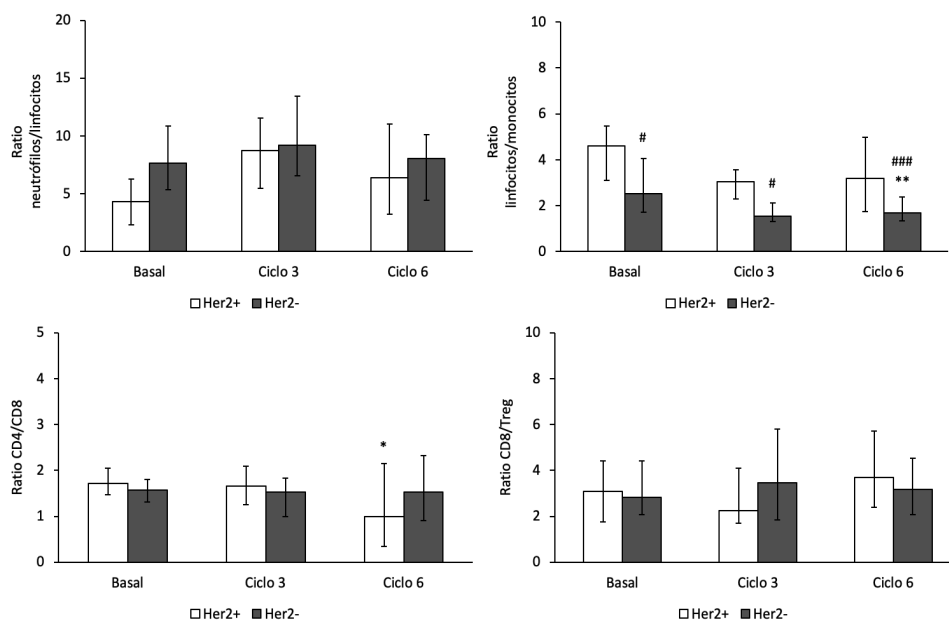 Ratio
neutrófilos/linfocitos
20
15
10
5
0
Basal
Ciclo 3
Ciclo 6
Her2+
Her2-
Ratio
linfocitos/monocitos
10
8
6
4
2
0
#
#
###
**
Basal
Ciclo 3
Ciclo 6
Her2+
Her2-
Ratio CD4/CD8
5
4
3
2
1
0
*
Basal
Ciclo 3
Ciclo 6
Her2+
Her2-
Ratio CD8/Treg
10
8
6
4
2
0
Basal
Ciclo 3
Ciclo 6
Her2+
Her2-